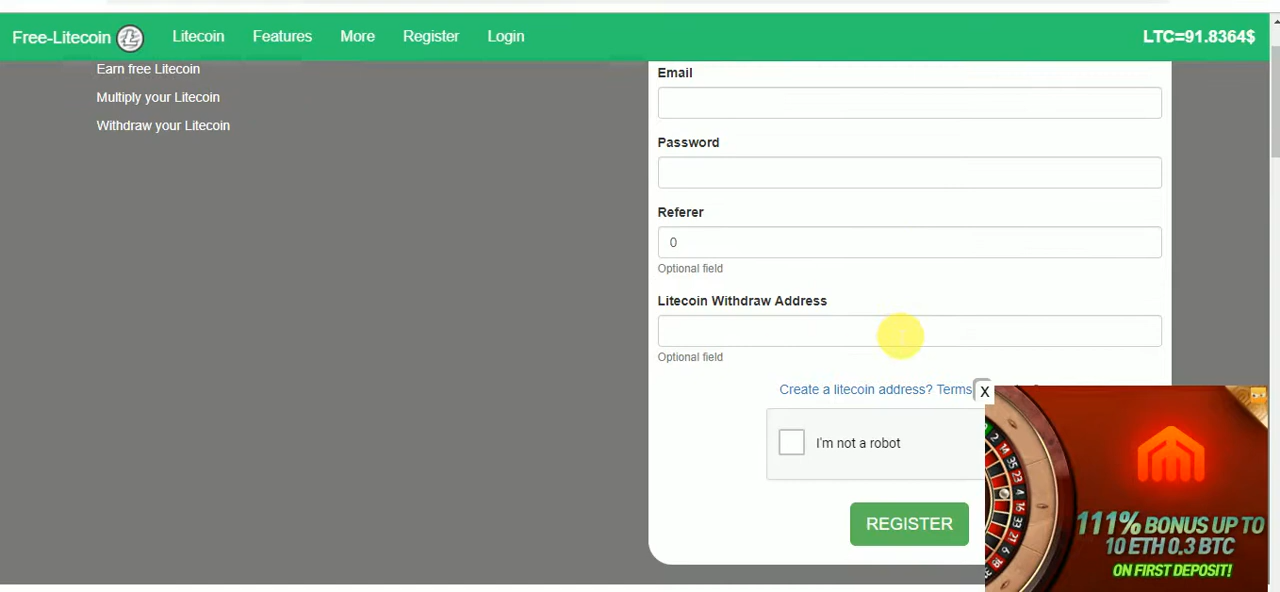 Free-Litecoin Litecoin Features More Register Login LTC=91.8364$
Earn free Litecoin
Multiply your Litecoin
Withdraw your Litecoin
Email
Password
Referer
0
Optional field
Litecoin Withdraw Address
Optional field
Create a litecoin address? Terms
X
I'm not a robot
REGISTER
111% BONUS UP TO
10 ETH 0.3 BTC
ON FIRST DEPOSIT!